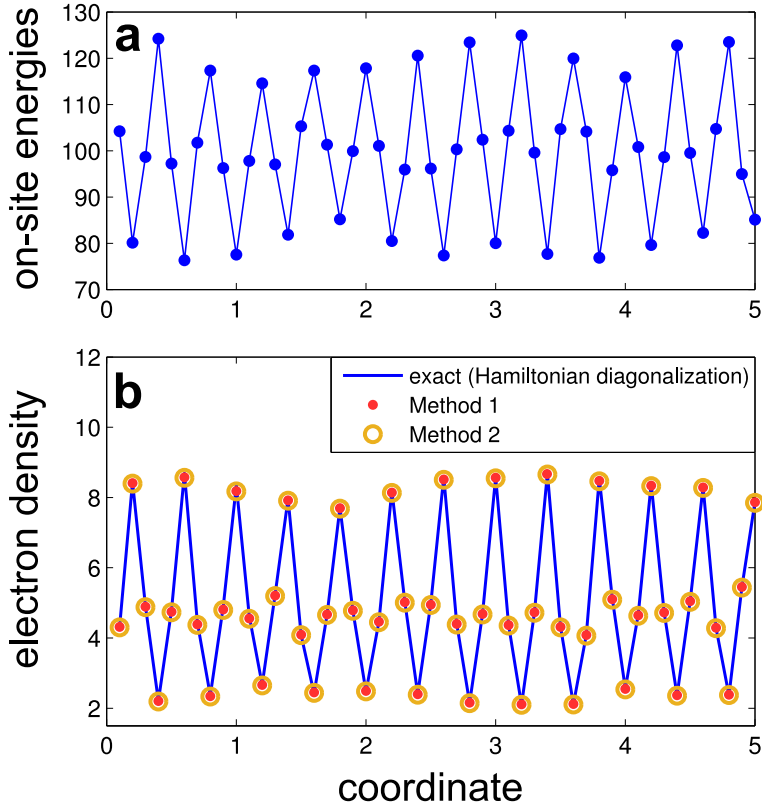 a
130
120
110
100
90
80
70
on-site energies
0 1 2 3 4 5
b
12
10
8
6
4
2
electron density
exact (Hamiltonian diagonalization)
Method 1
Method 2
0 1 2 3 4 5
coordinate